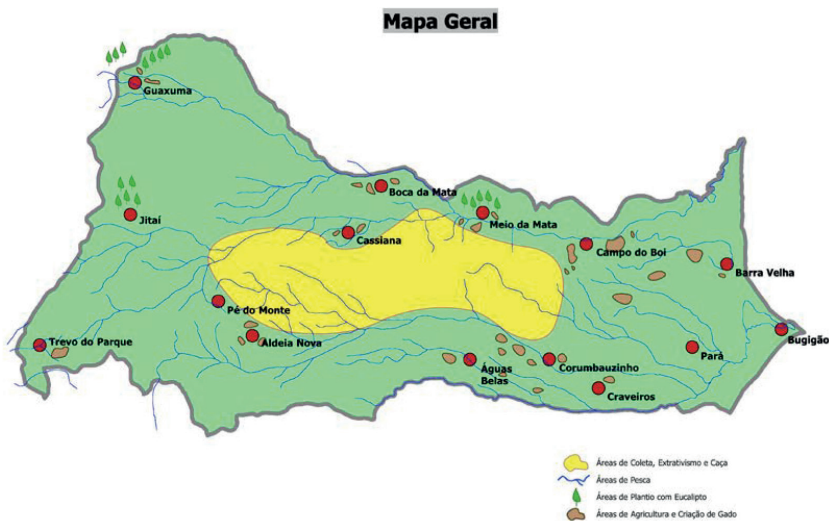 Mapa Geral
Guaxuma
Boca da Mata
Jitaí
Meio da Mata
Cassiana
Campo do Boi
Barra Velha
Pé do Monte
Trevo do Parque
Aldeia Nova
Bugigão
Pará
Águas
Belas
Corumbauzinho
Craveiros
Áreas de Coleta, Extrativismo e Caça
Áreas de Pesca
Áreas de Plantio com Eucalipto
Áreas de Agricultura e Criação de Gado